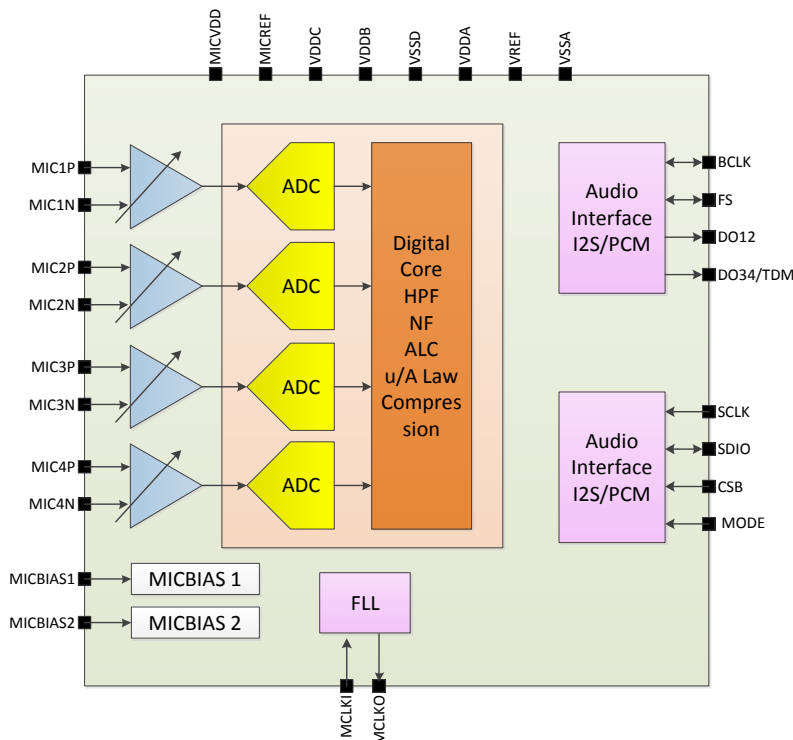 MICVDD
MICREF
VDDC
VDDB
VSSD
VDDA
VREF
VSSA
MIC1P
MIC1N
MIC2P
MIC2N
MIC3P
MIC3N
MIC4P
MIC4N
MICBIAS1
MICBIAS2
ADC
ADC
ADC
ADC
Digital
Core
HPF
NF
ALC
u/A Law
Compres
sion
MICBIAS 1
MICBIAS 2
FLL
MCLKI
MCLKO
Audio
Interface
I2S/PCM
BCLK
FS
DO12
DO34/TDM
Audio
Interface
I2S/PCM
SCLK
SDIO
CSB
MODE